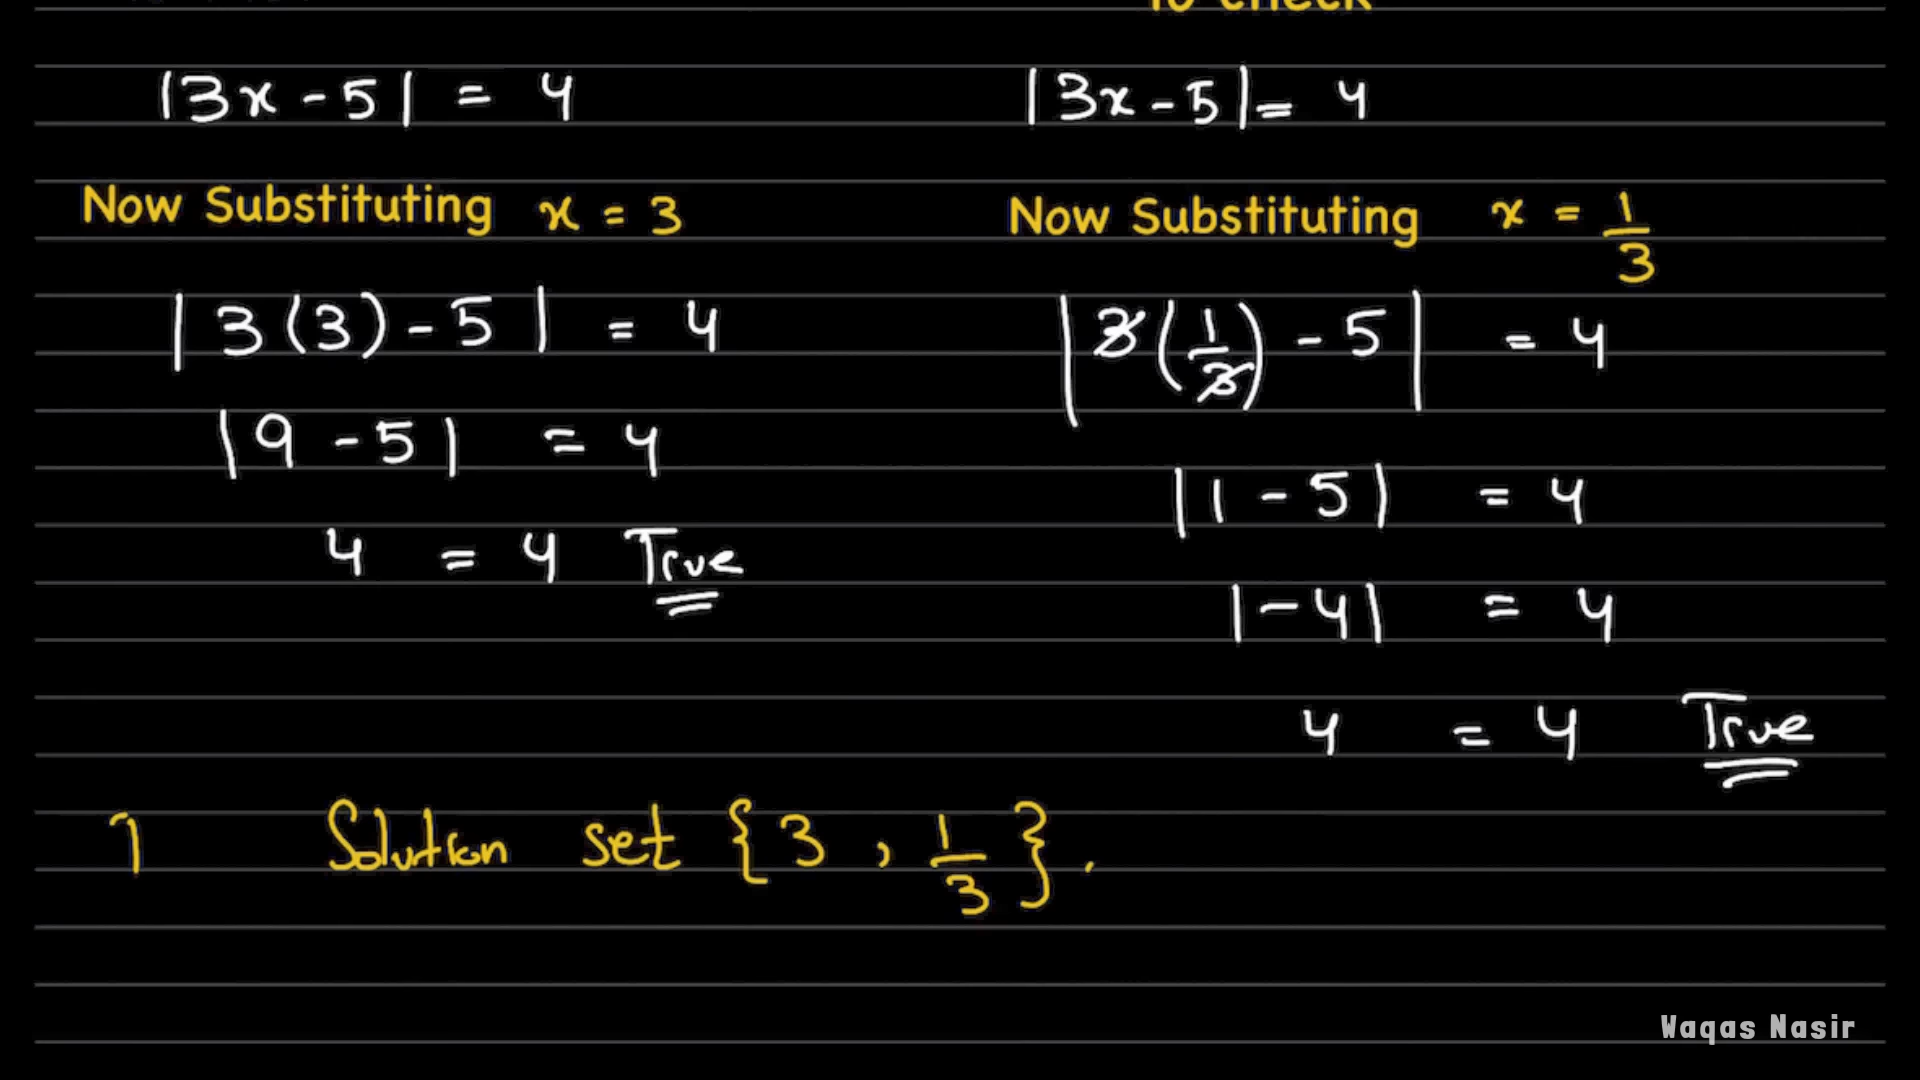 To check
|3x - 5| = 4
Now Substituting x = 3
|3(3) - 5| = 4
|9 - 5| = 4
4 = 4 True
|3x - 5| = 4
Now Substituting x = 1/3
|3(1/3) - 5| = 4
|1 - 5| = 4
|-4| = 4
4 = 4 True
Solution set {3, 1/3}.
Waqas Nasir